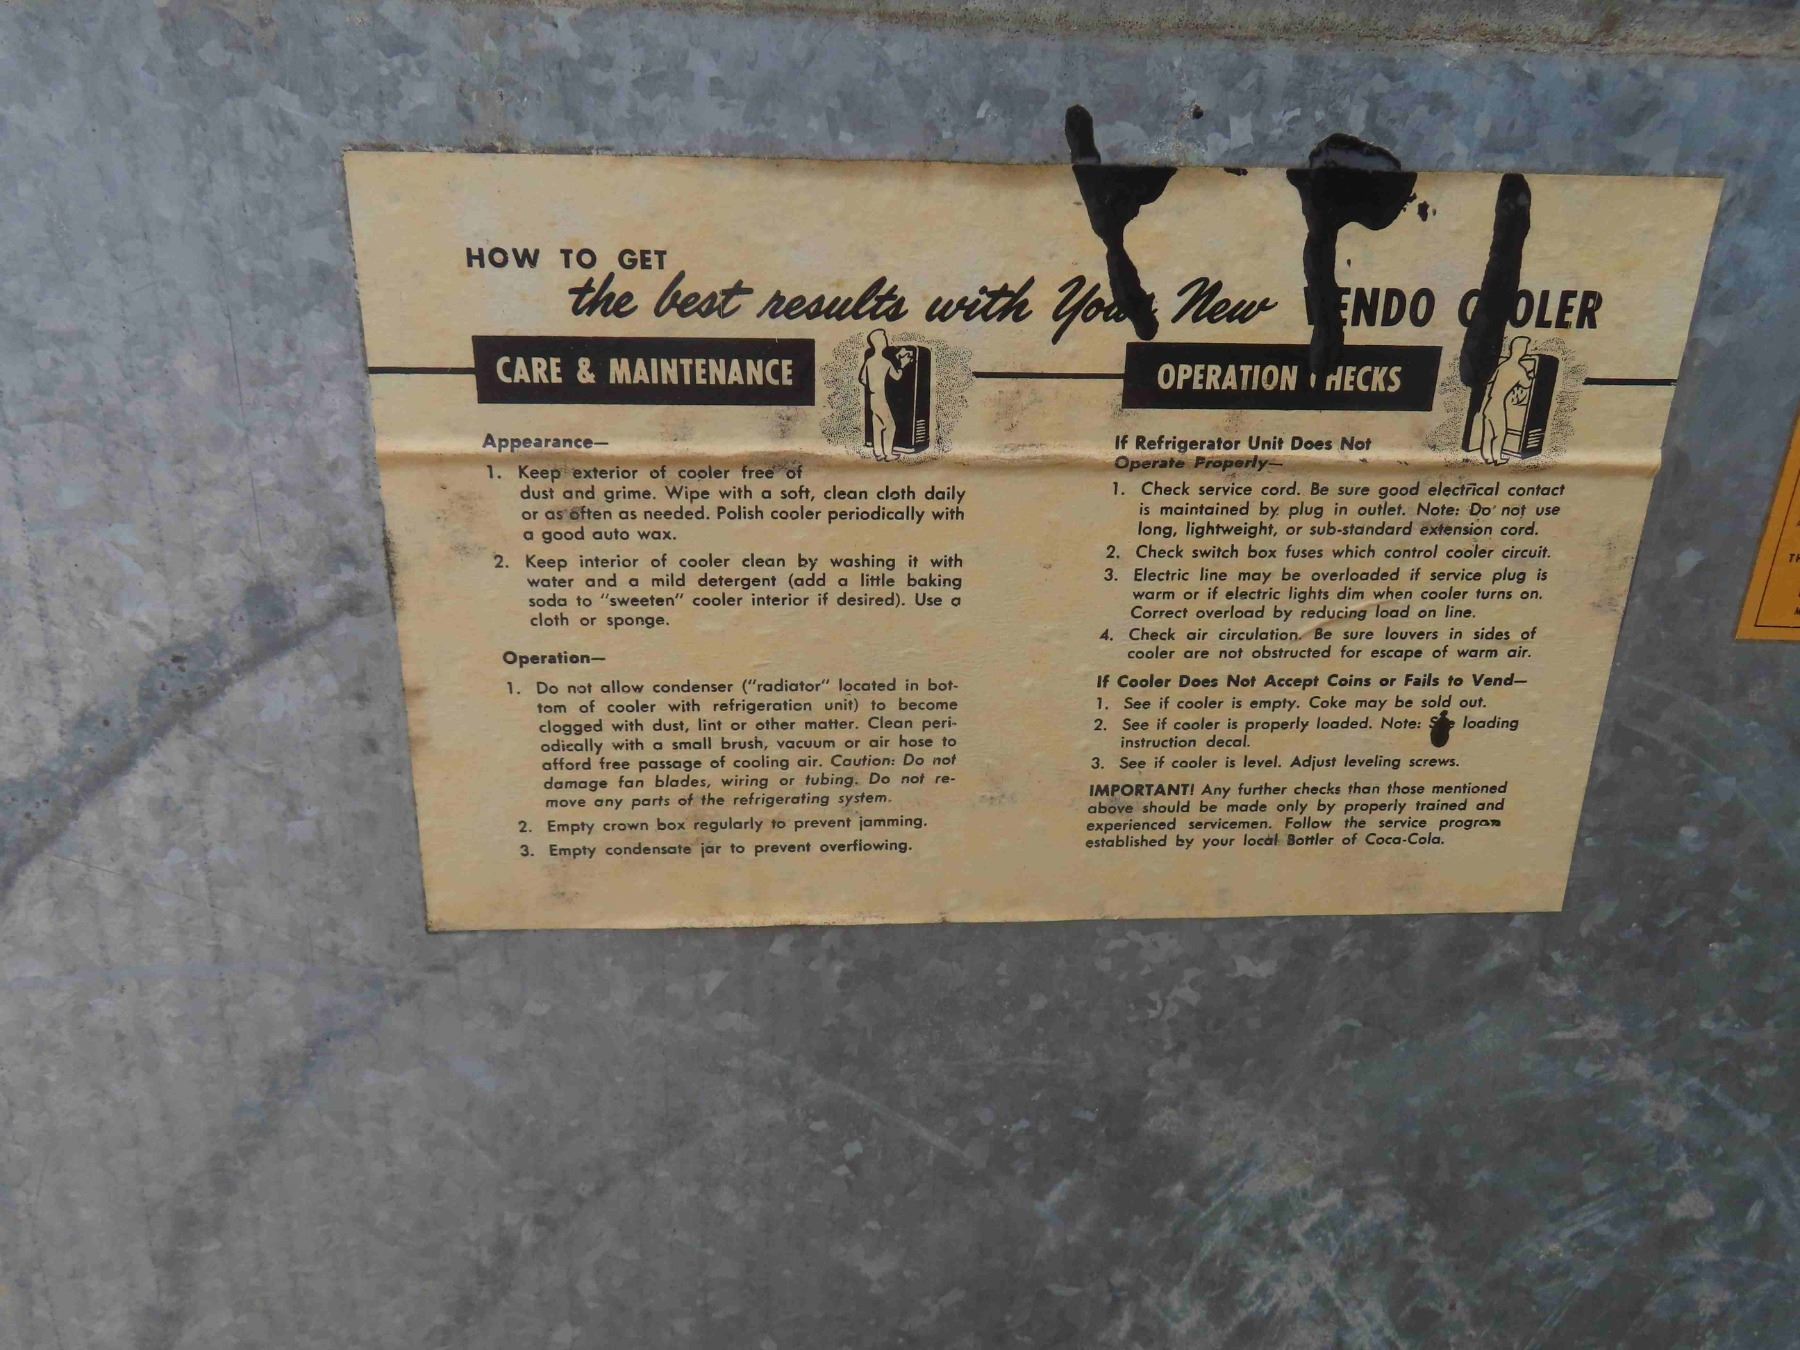 HOW TO GET
the best results with Your New VENDO COOLER
CARE & MAINTENANCE
Appearance—
1. Keep exterior of cooler free of
dust and grime. Wipe with a soft, clean cloth daily
or as often as needed. Polish cooler periodically with
a good auto wax.
2. Keep interior of cooler clean by washing it with
water and a mild detergent (add a little baking
soda to "sweeten" cooler interior if desired). Use a
cloth or sponge.
Operation—
1. Do not allow condenser ("radiator" located in bot-
tom of cooler with refrigeration unit) to become
clogged with dust, lint or other matter. Clean peri-
odically with a small brush, vacuum or air hose to
afford free passage of cooling air. Caution: Do not
damage fan blades, wiring or tubing. Do not re-
move any parts of the refrigerating system.
2. Empty crown box regularly to prevent jamming.
3. Empty condensate jar to prevent overflowing.
OPERATION CHECKS
If Refrigerator Unit Does Not
Operate Properly—
1. Check service cord. Be sure good electrical contact
is maintained by plug in outlet. Note: Do not use
long, lightweight, or sub-standard extension cord.
2. Check switch box fuses which control cooler circuit.
3. Electric line may be overloaded if service plug is
warm or if electric lights dim when cooler turns on.
Correct overload by reducing load on line.
4. Check air circulation. Be sure louvers in sides of
cooler are not obstructed for escape of warm air.
If Cooler Does Not Accept Coins or Fails to Vend—
1. See if cooler is empty. Coke may be sold out.
2. See if cooler is properly loaded. Note: See loading
instruction decal.
3. See if cooler is level. Adjust leveling screws.
IMPORTANT! Any further checks than those mentioned
above should be made only by properly trained and
experienced servicemen. Follow the service program
established by your local Bottler of Coca-Cola.